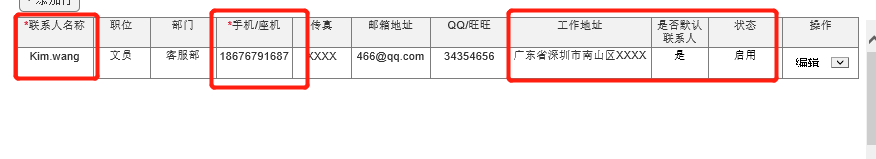 + 添加行
*联系人名称 职位 部门 *手机/座机 传真 邮箱地址 QQ/旺旺 工作地址 是否默认联系人 状态 操作
Kim.wang 文员 客服部 18676791687 XXXX 466@qq.com 34354656 广东省深圳市南山区XXXX 是 启用 编辑